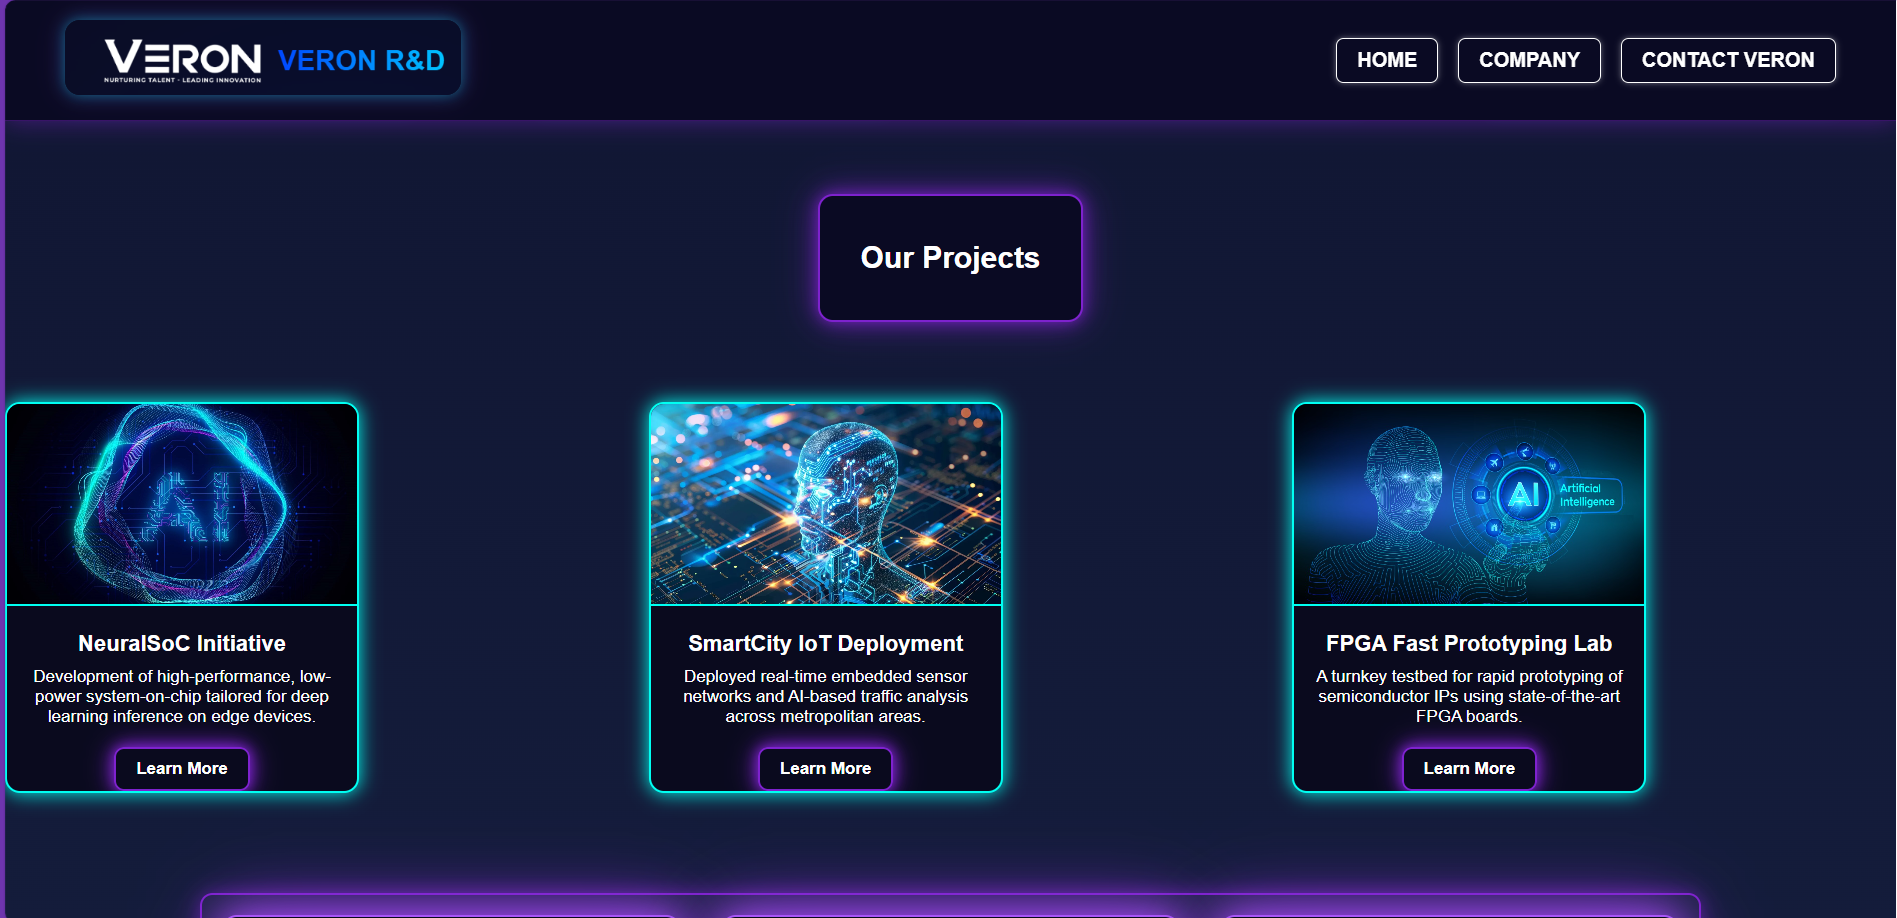 VERON
NURTURING TALENT - LEADING INNOVATION
VERON R&D
HOME
COMPANY
CONTACT VERON
Our Projects
AI
AI
Artificial
Intelligence
NeuralSoC Initiative
Development of high-performance, low-
power system-on-chip tailored for deep
learning inference on edge devices.
Learn More
SmartCity IoT Deployment
Deployed real-time embedded sensor
networks and AI-based traffic analysis
across metropolitan areas.
Learn More
FPGA Fast Prototyping Lab
A turnkey testbed for rapid prototyping of
semiconductor IPs using state-of-the-art
FPGA boards.
Learn More